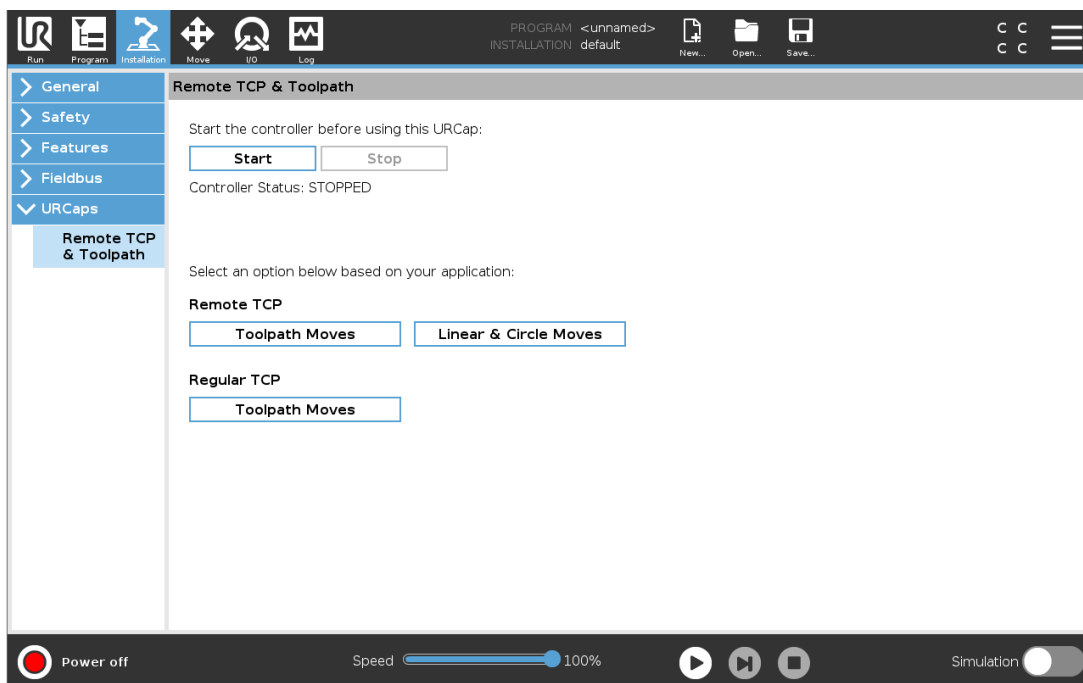 UR
PROGRAM <unnamed>
INSTALLATION default
C C
C C
Run Program Installation Move I/O Log New... Open... Save...
General
Safety
Features
Fieldbus
URCaps
Remote TCP
& Toolpath
Remote TCP & Toolpath
Start the controller before using this URCap:
Start Stop
Controller Status: STOPPED
Select an option below based on your application:
Remote TCP
Toolpath Moves Linear & Circle Moves
Regular TCP
Toolpath Moves
Power off Speed 100% Simulation